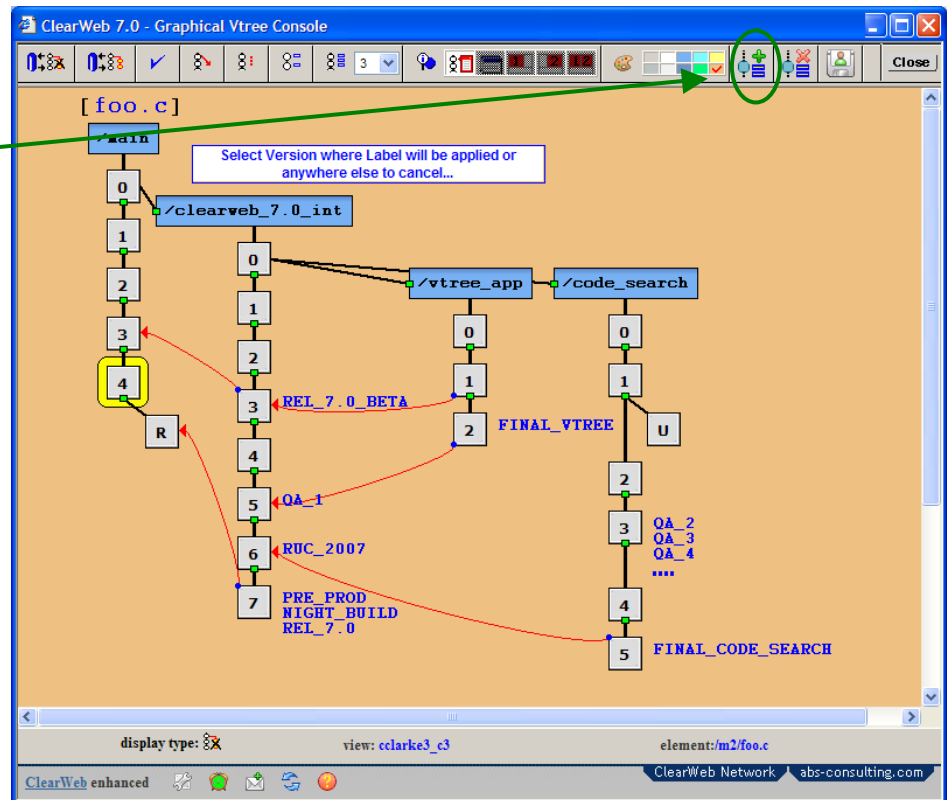 ClearWeb 7.0 - Graphical Vtree Console
3
Close
[foo.c]
/main
Select Version where Label will be applied or
anywhere else to cancel...
0
/clearweb_7.0_int
1
0
2
/vtree_app
/code_search
1
3
0
0
2
4
1
1
3
REL_7.0_BETA
R
2
FINAL_VTREE
U
4
2
5
QA_1
3
QA_2
QA_3
QA_4
....
6
RUC_2007
7
PRE_PROD
NIGHT_BUILD
REL_7.0
4
5
FINAL_CODE_SEARCH
display type:
view: cclarke3_c3
element:/m2/foo.c
ClearWeb enhanced
ClearWeb Network
abs-consulting.com